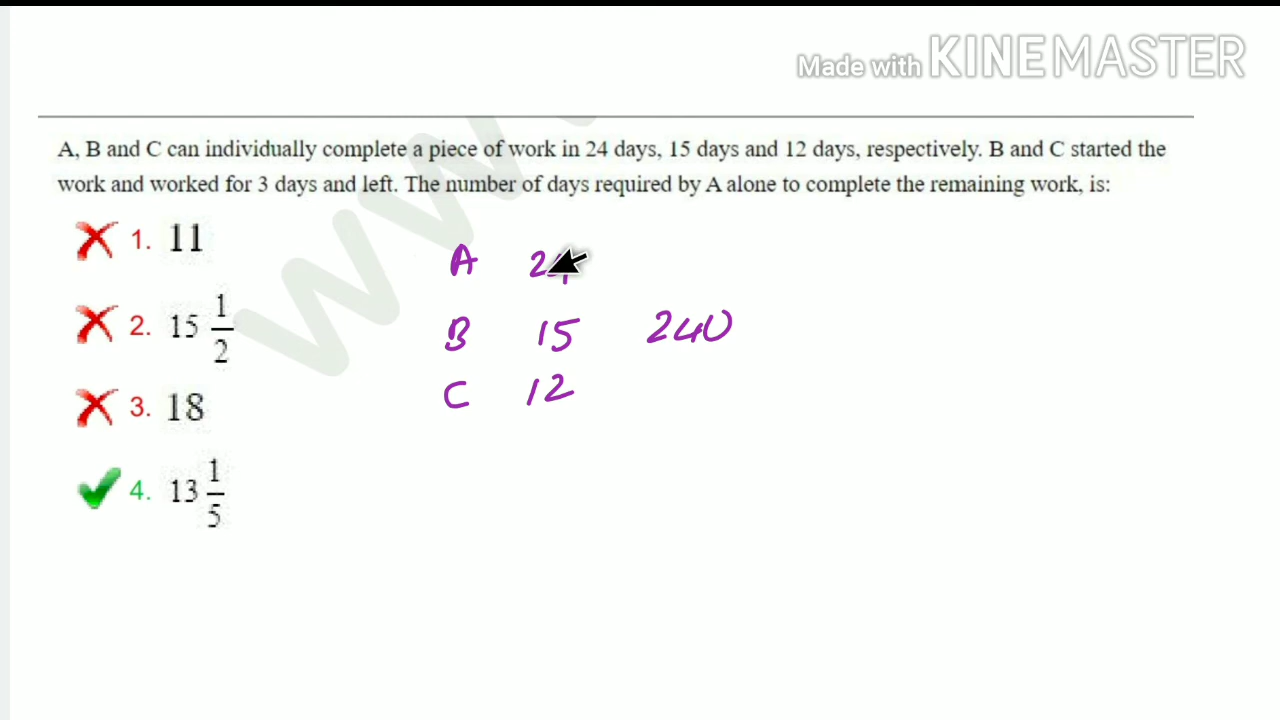 Made with KINEMASTER
A, B and C can individually complete a piece of work in 24 days, 15 days and 12 days, respectively. B and C started the
work and worked for 3 days and left. The number of days required by A alone to complete the remaining work, is:
1. 11
2. 15 1/2
3. 18
4. 13 1/5
A 24
B 15 240
C 12